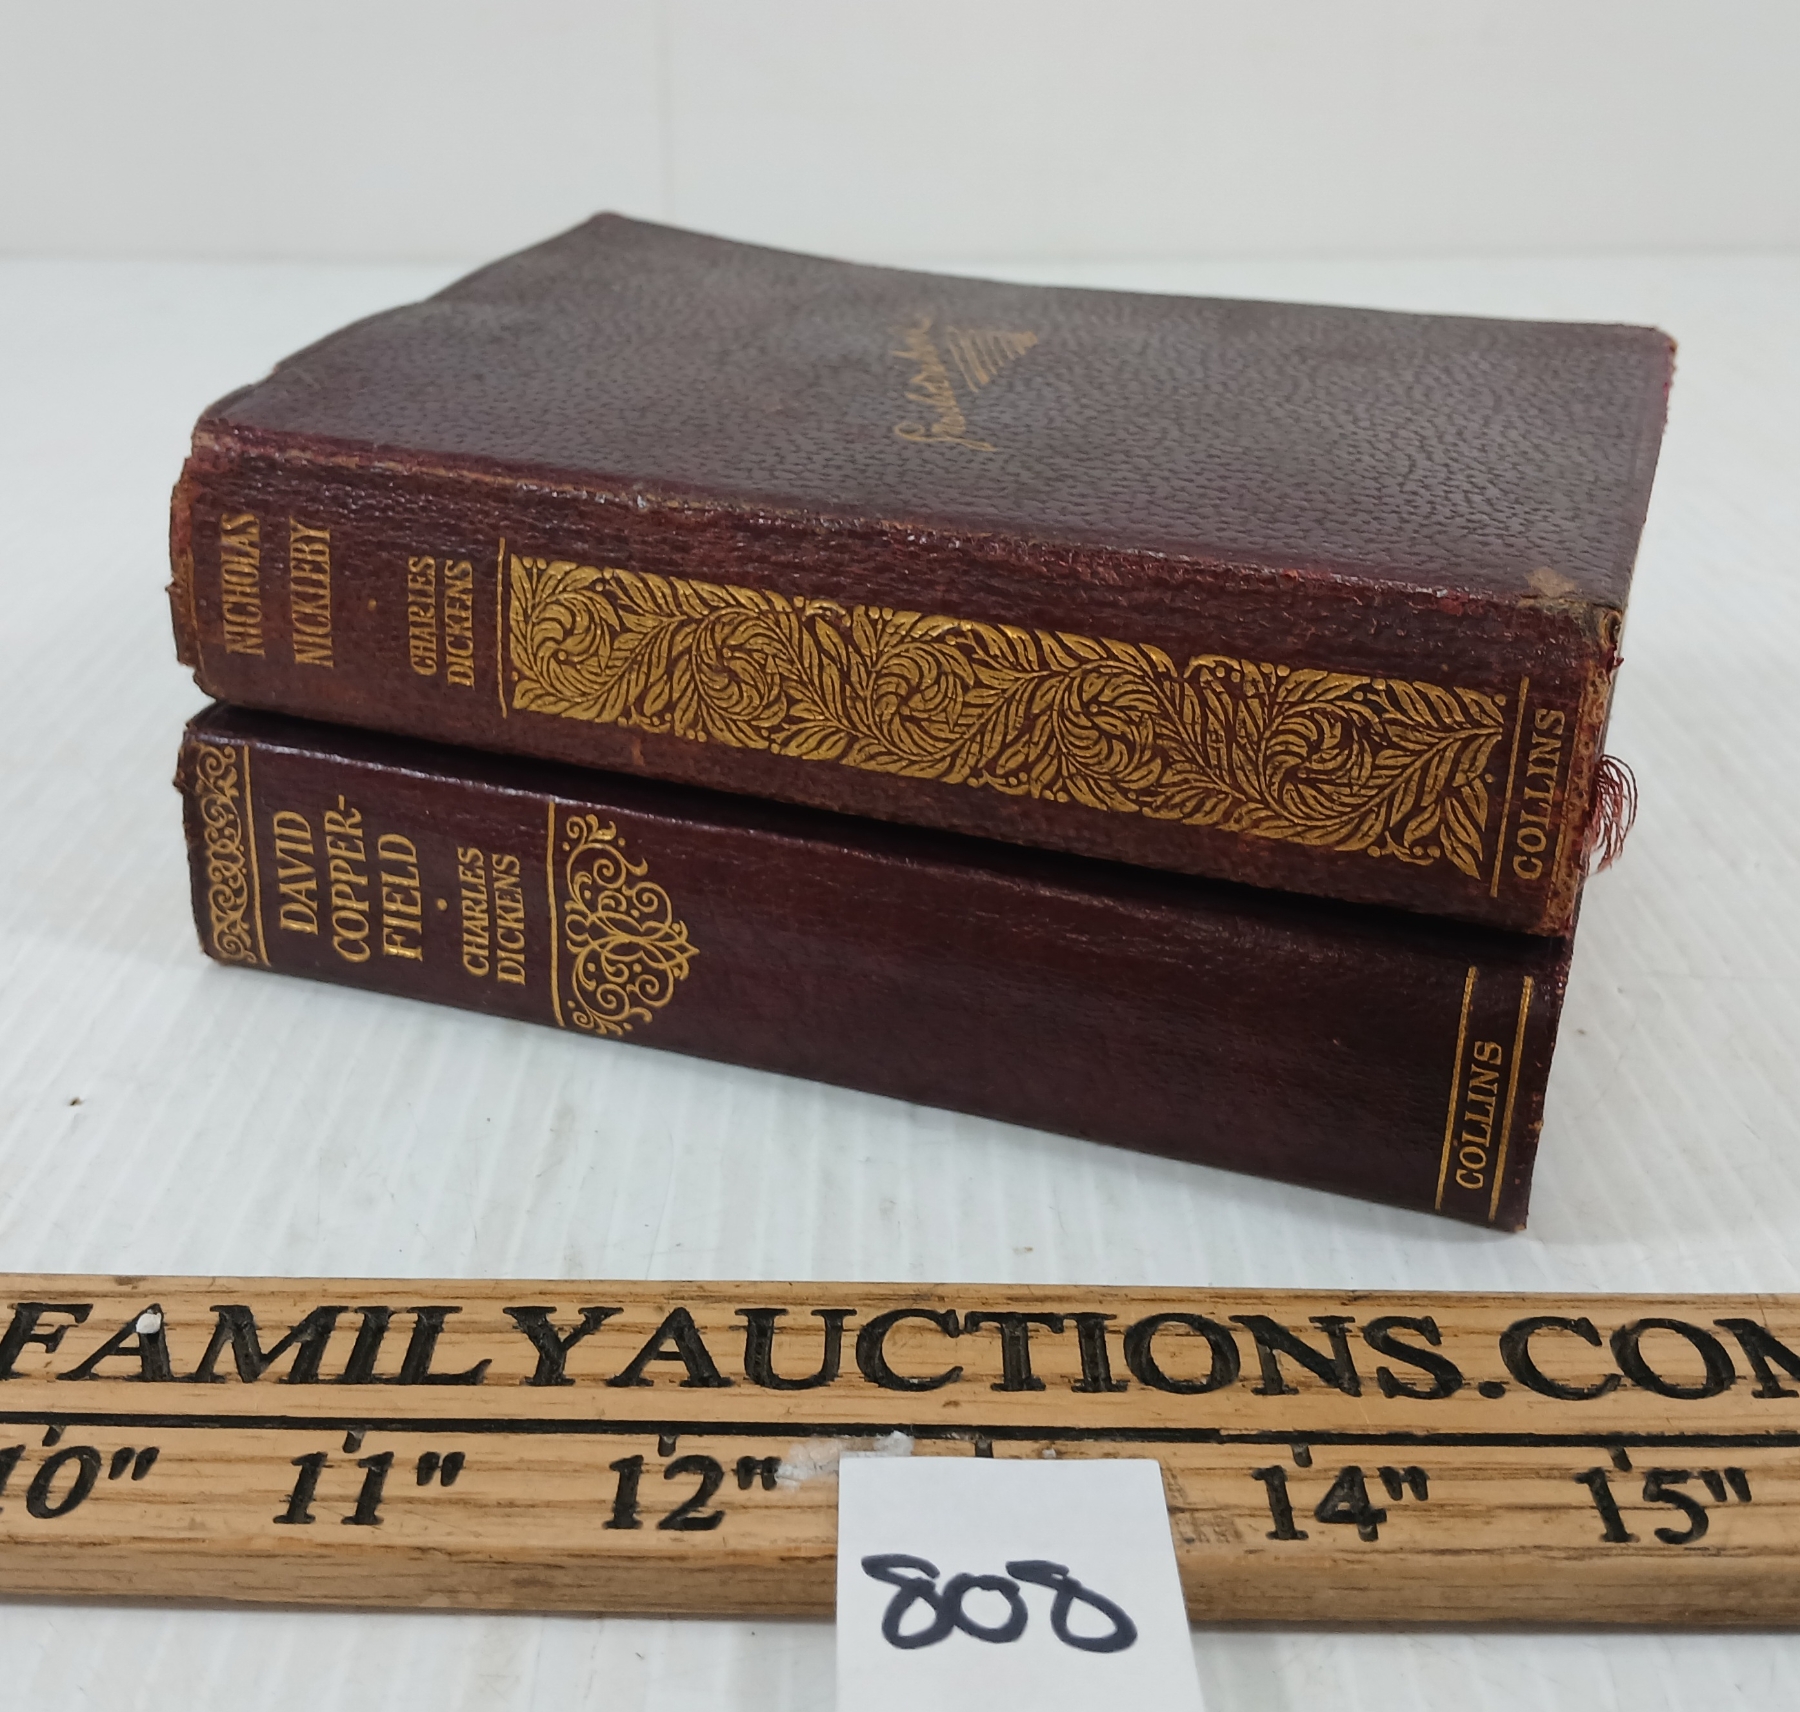 NICHOLAS
NICKLEBY
CHARLES
DICKENS
COLLINS
DAVID
COPPER-
FIELD
CHARLES
DICKENS
COLLINS
FAMILYAUCTIONS.COM
10" 11" 12" 14" 15"
808